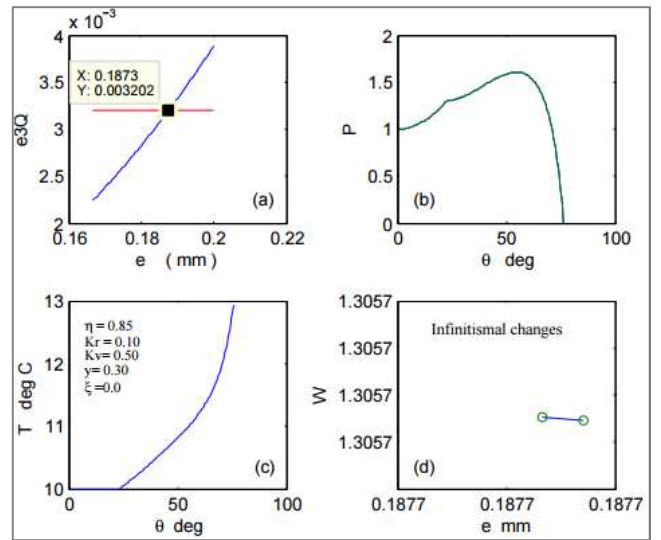 x 10⁻³
4
3.5
3
2.5
2
e3Q
X: 0.1873
Y: 0.003202
(a)
0.16 0.18 0.2 0.22
e ( mm )
2
1.5
1
0.5
0
P
(b)
0 50 100
θ deg
13
12
11
10
T deg C
η = 0.85
Kr = 0.10
Kv= 0.50
y= 0.30
ξ =0.0
(c)
0 50 100
θ deg
1.3057
1.3057
1.3057
1.3057
W
Infinitismal changes
(d)
0.1877 0.1877 0.1877
e mm